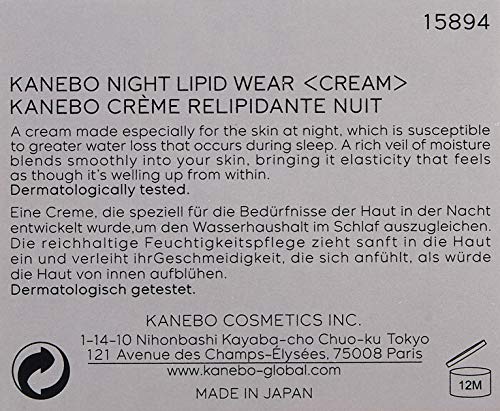 15894
KANEBO NIGHT LIPID WEAR <CREAM>
KANEBO CRÈME RELIPIDANTE NUIT
A cream made especially for the skin at night, which is susceptible
to greater water loss that occurs during sleep. A rich veil of moisture
blends smoothly into your skin, bringing it elasticity that feels
as though it's welling up from within.
Dermatologically tested.
Eine Creme, die speziell für die Bedürfnisse der Haut in der Nacht
entwickelt wurde,um den Wasserhaushalt im Schlaf auszugleichen.
Die reichhaltige Feuchtigkeitspflege zieht sanft in die Haut
ein und verleiht ihrGeschmeidigkeit, die sich anfühlt, als würde
die Haut von innen aufblühen.
Dermatologisch getestet.
KANEBO COSMETICS INC.
1-14-10 Nihonbashi Kayaba-cho Chuo-ku Tokyo
121 Avenue des Champs-Élysées, 75008 Paris
www.kanebo-global.com
MADE IN JAPAN
12M